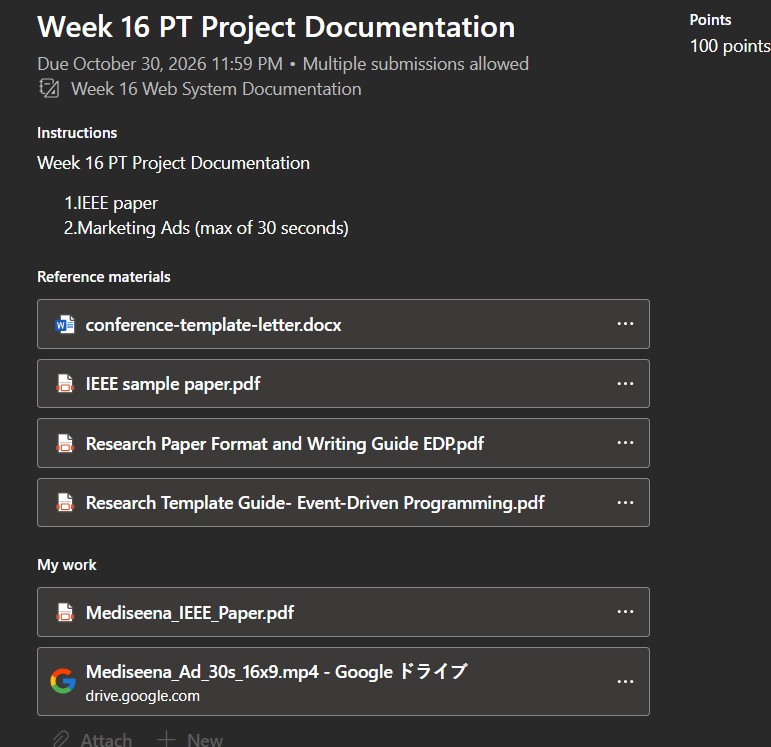 Week 16 PT Project Documentation
Points
100 points
Due October 30, 2026 11:59 PM • Multiple submissions allowed
Week 16 Web System Documentation
Instructions
Week 16 PT Project Documentation
1.IEEE paper
2.Marketing Ads (max of 30 seconds)
Reference materials
conference-template-letter.docx
IEEE sample paper.pdf
Research Paper Format and Writing Guide EDP.pdf
Research Template Guide- Event-Driven Programming.pdf
My work
Mediseena_IEEE_Paper.pdf
Mediseena_Ad_30s_16x9.mp4 - Google ドライブ
drive.google.com
Attach
New